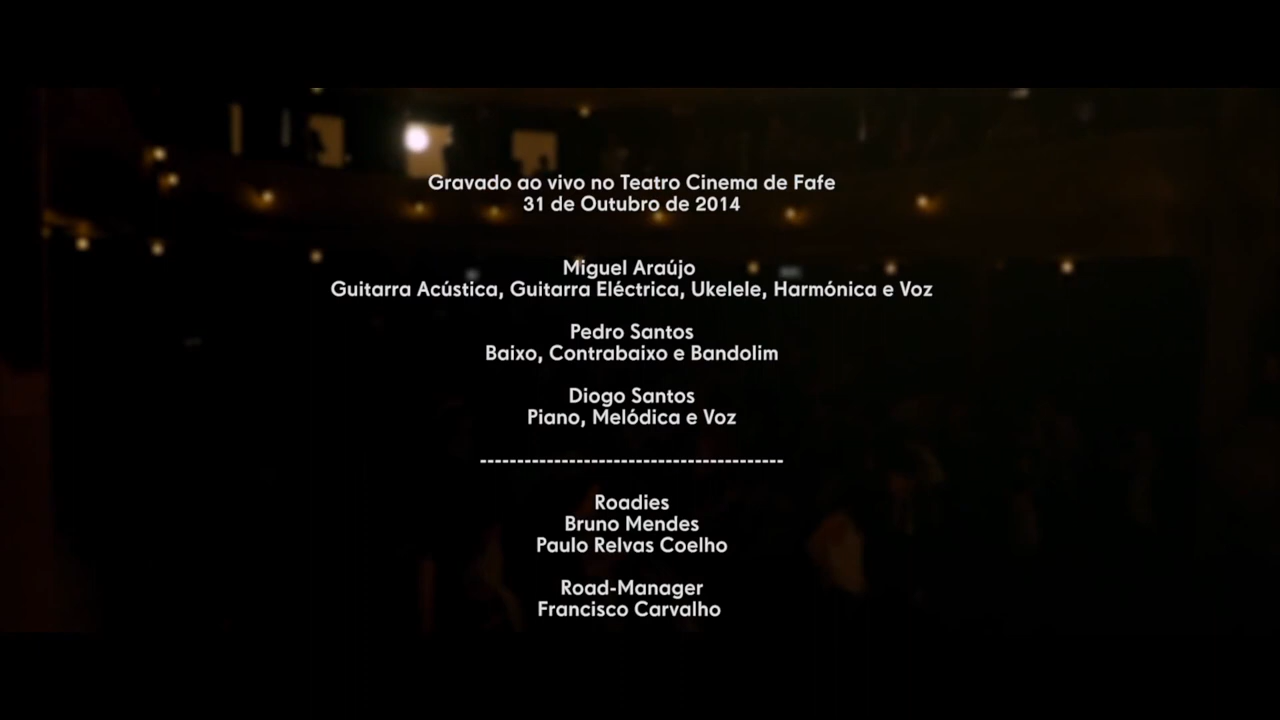 Gravado ao vivo no Teatro Cinema de Fafe
31 de Outubro de 2014
Miguel Araújo
Guitarra Acústica, Guitarra Eléctrica, Ukelele, Harmónica e Voz
Pedro Santos
Baixo, Contrabaixo e Bandolim
Diogo Santos
Piano, Melódica e Voz
-----------------------------------------
Roadies
Bruno Mendes
Paulo Relvas Coelho
Road-Manager
Francisco Carvalho